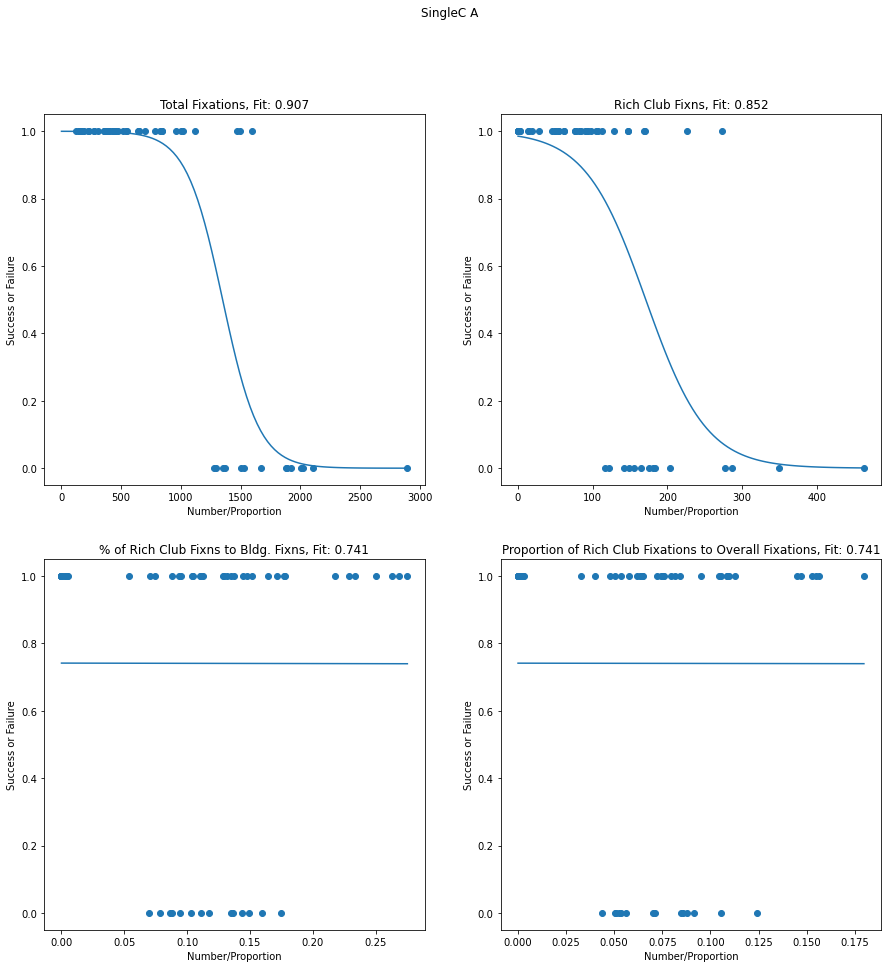 SingleC A
Total Fixations, Fit: 0.907
1.0
0.8
0.6
0.4
0.2
0.0
Success or Failure
0 500 1000 1500 2000 2500 3000
Number/Proportion
Rich Club Fixns, Fit: 0.852
1.0
0.8
0.6
0.4
0.2
0.0
Success or Failure
0 100 200 300 400
Number/Proportion
% of Rich Club Fixns to Bldg. Fixns, Fit: 0.741
1.0
0.8
0.6
0.4
0.2
0.0
Success or Failure
0.00 0.05 0.10 0.15 0.20 0.25
Number/Proportion
Proportion of Rich Club Fixations to Overall Fixations, Fit: 0.741
1.0
0.8
0.6
0.4
0.2
0.0
Success or Failure
0.000 0.025 0.050 0.075 0.100 0.125 0.150 0.175
Number/Proportion